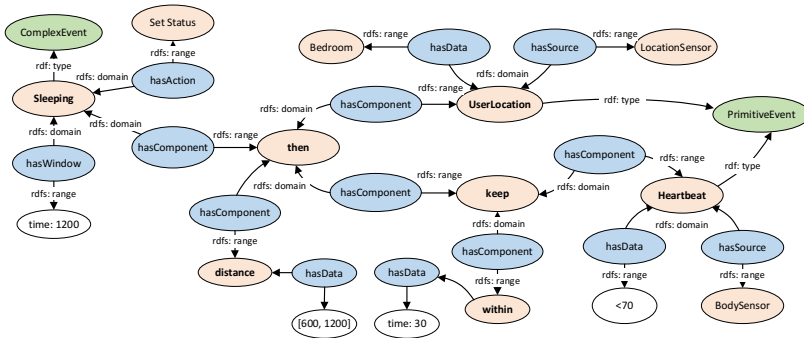 ComplexEvent
Set Status
rdf: type
rdfs: range
Sleeping
rdfs: domain
hasAction
rdfs: domain
rdfs: domain
hasWindow
rdfs: range
time: 1200
hasComponent
rdfs: range
then
rdfs: domain
hasComponent
rdfs: range
Bedroom
rdfs: range
hasData
hasSource
rdfs: range
LocationSensor
rdfs: domain
UserLocation
rdf: type
PrimitiveEvent
rdfs: domain
hasComponent
rdfs: range
distance
hasData
[600, 1200]
hasComponent
rdfs: range
keep
rdfs: domain
hasComponent
rdfs: range
within
hasData
time: 30
hasComponent
rdfs: range
rdfs: domain
rdf: type
Heartbeat
rdfs: domain
hasData
rdfs: range
<70
hasSource
rdfs: range
BodySensor